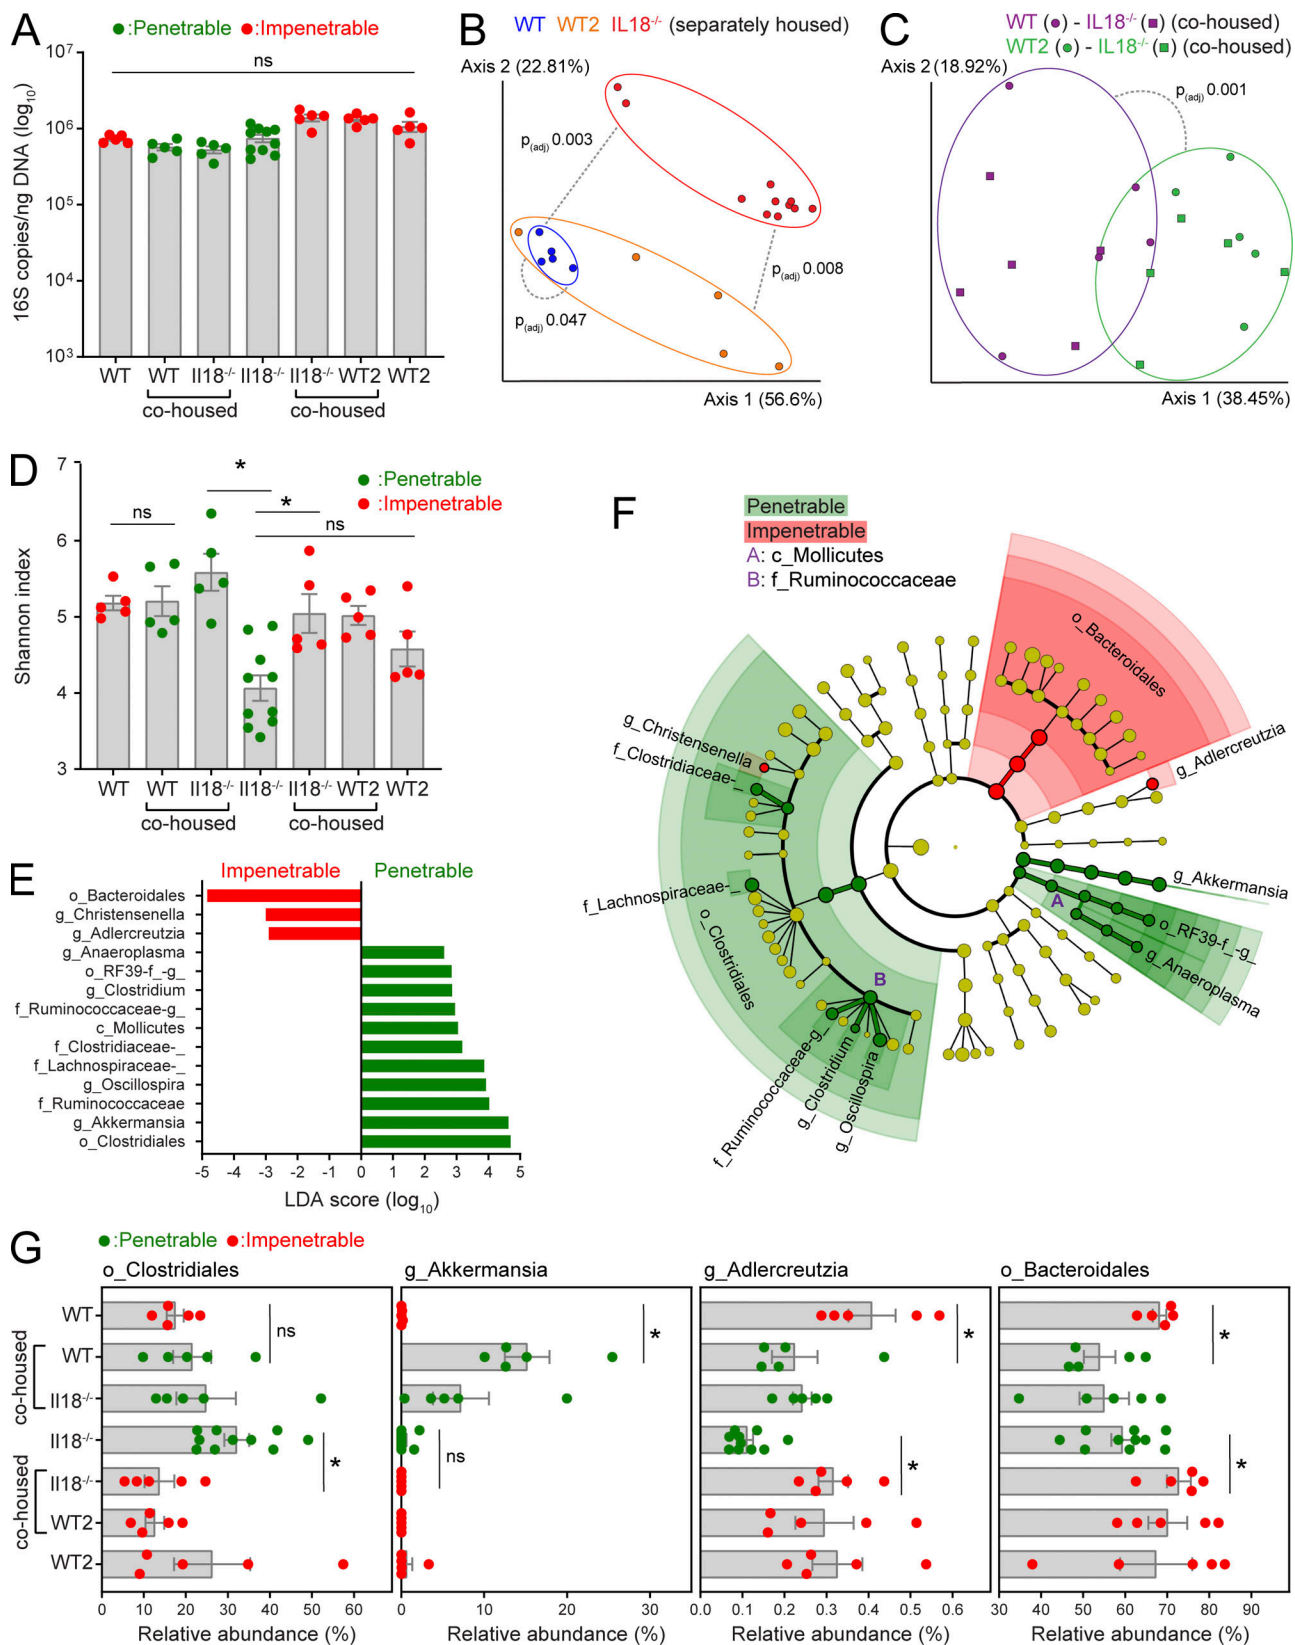 A
●:Penetrable ●:Impenetrable
ns
16S copies/ng DNA (log10)
10^7
10^6
10^5
10^4
10^3
WT WT Il18-/- Il18-/- Il18-/- WT2 WT2
co-housed co-housed
B
WT WT2 IL18-/- (separately housed)
Axis 2 (22.81%)
p(adj) 0.003
p(adj) 0.008
p(adj) 0.047
Axis 1 (56.6%)
C
WT (●) - IL18-/- (■) (co-housed)
WT2 (●) - IL18-/- (■) (co-housed)
Axis 2 (18.92%)
p(adj) 0.001
Axis 1 (38.45%)
D
●:Penetrable
●:Impenetrable
ns * * ns
Shannon index
7
6
5
4
3
WT WT Il18-/- Il18-/- Il18-/- WT2 WT2
co-housed co-housed
E
Impenetrable Penetrable
o_Bacteroidales
g_Christensenella
g_Adlercreutzia
g_Anaeroplasma
o_RF39-f_-g_
g_Clostridium
f_Ruminococcaceae-g_
c_Mollicutes
f_Clostridiaceae-_
f_Lachnospiraceae-_
g_Oscillospira
f_Ruminococcaceae
g_Akkermansia
o_Clostridiales
-5 -4 -3 -2 -1 0 1 2 3 4 5
LDA score (log10)
F
Penetrable
Impenetrable
A: c_Mollicutes
B: f_Ruminococcaceae
o_Bacteroidales
g_Adlercreutzia
g_Christensenella
f_Clostridiaceae-_
f_Lachnospiraceae-_
o_Clostridiales
g_Akkermansia
A
o_RF39-f_-g_
g_Anaeroplasma
B
f_Ruminococcaceae-g_
g_Clostridium
g_Oscillospira
G
●:Penetrable ●:Impenetrable
o_Clostridiales g_Akkermansia g_Adlercreutzia o_Bacteroidales
WT
WT
Il18-/-
co-housed
Il18-/-
Il18-/-
WT2
co-housed
WT2
ns * * *
* ns * *
0 10 20 30 40 50 60
0 10 20 30
0.0 0.1 0.2 0.3 0.4 0.5 0.6
30 40 50 60 70 80 90
Relative abundance (%) Relative abundance (%) Relative abundance (%) Relative abundance (%)